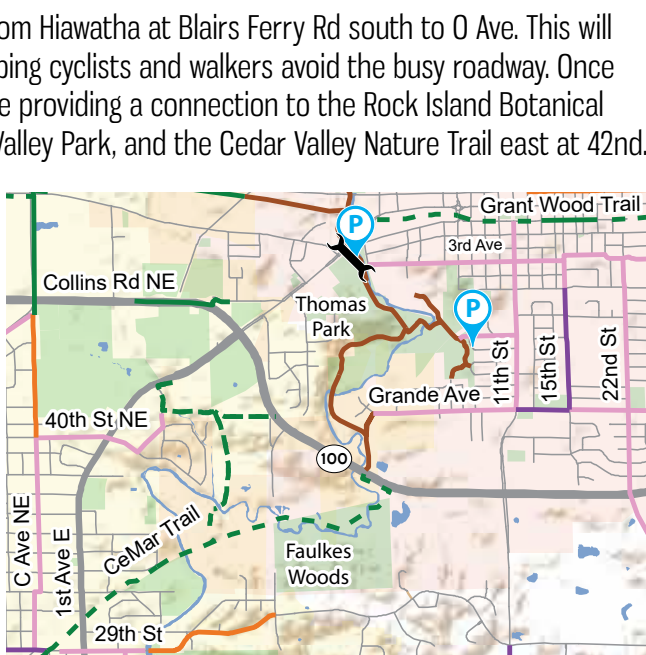 om Hiawatha at Blairs Ferry Rd south to O Ave. This will
ping cyclists and walkers avoid the busy roadway. Once
e providing a connection to the Rock Island Botanical
Valley Park, and the Cedar Valley Nature Trail east at 42nd.
Grant Wood Trail
P
3rd Ave
Collins Rd NE
Thomas
Park
P
11th St
15th St
22nd St
Grande Ave
40th St NE
100
C Ave NE
1st Ave E
CeMar Trail
Faulkes
Woods
29th St